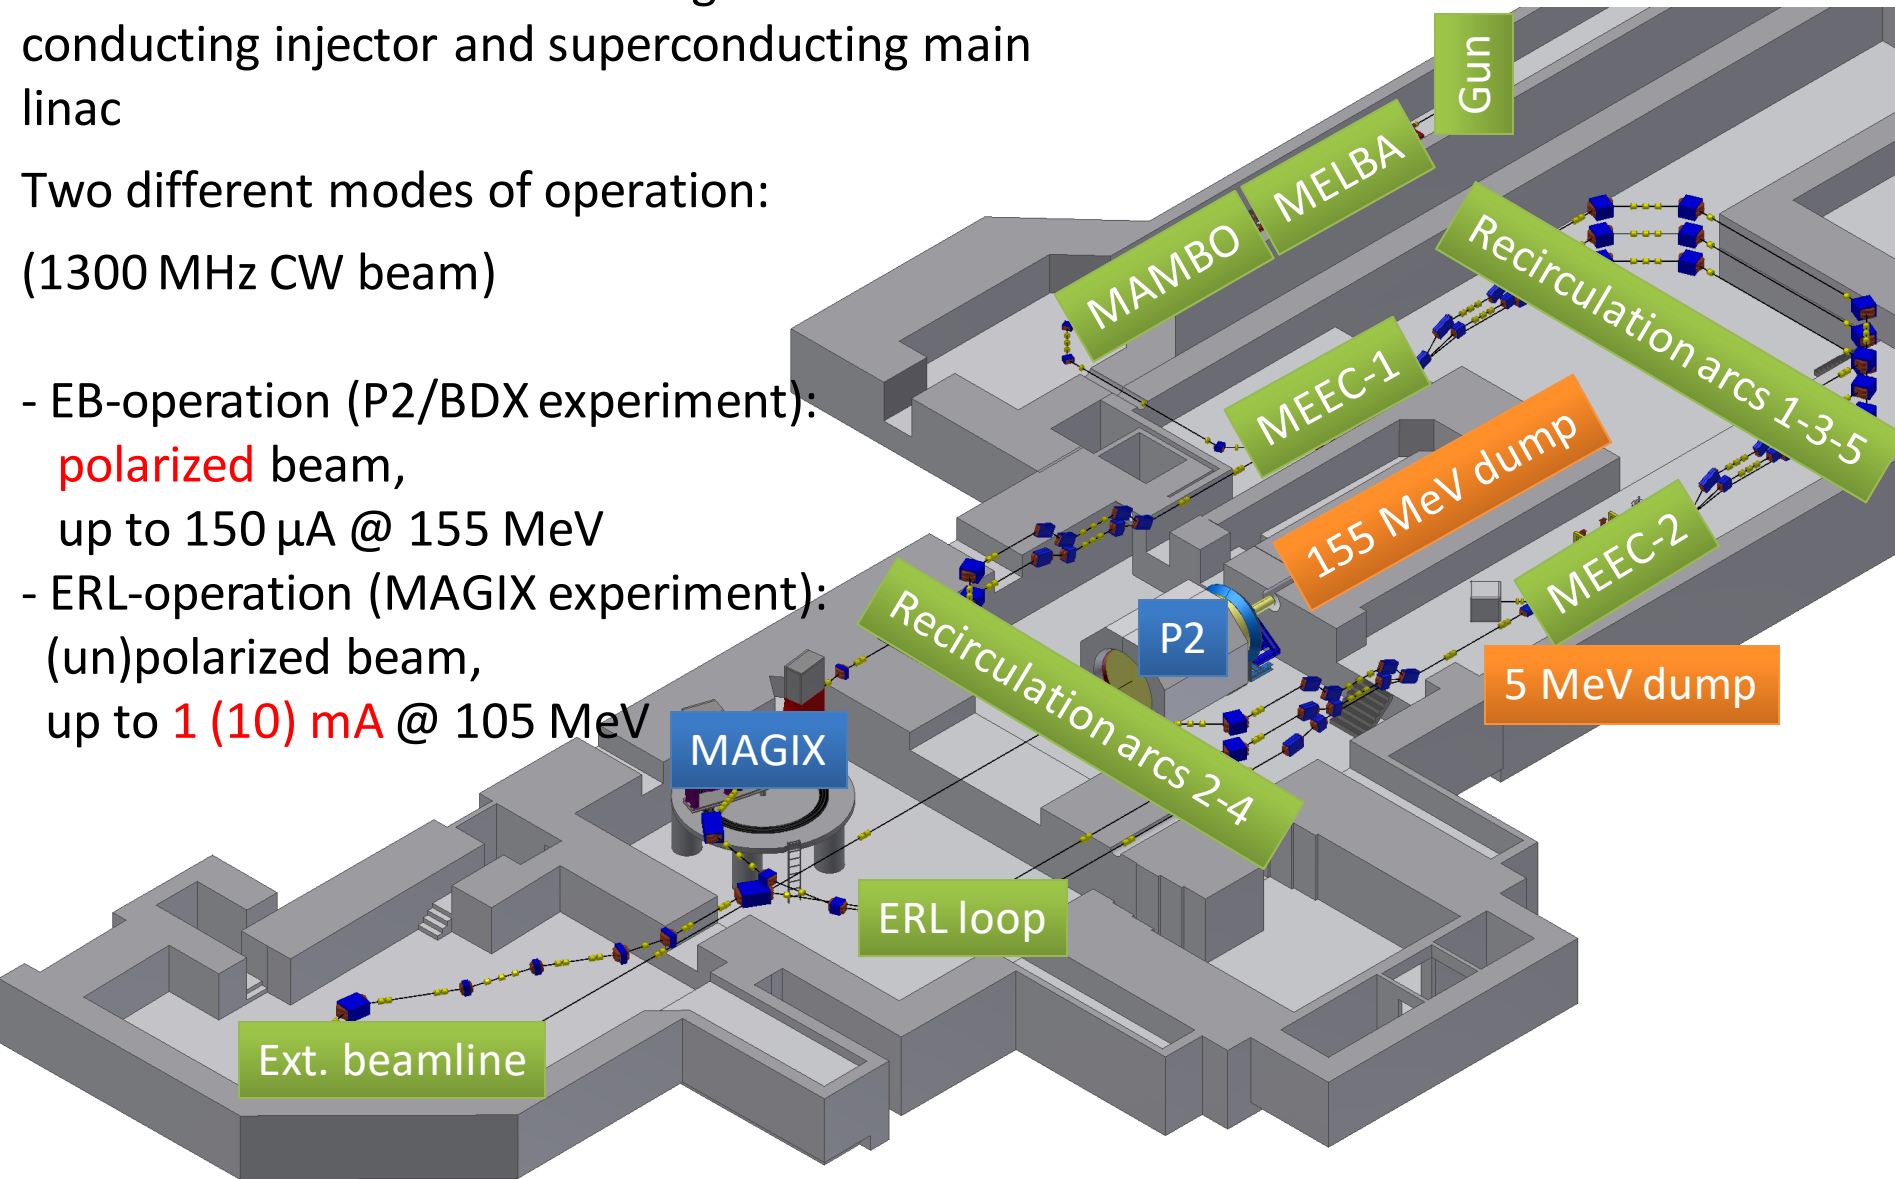 conducting injector and superconducting main
linac
Two different modes of operation:
(1300 MHz CW beam)
- EB-operation (P2/BDX experiment):
polarized beam,
up to 150 µA @ 155 MeV
- ERL-operation (MAGIX experiment):
(un)polarized beam,
up to 1 (10) mA @ 105 MeV
Gun
MELBA
MAMBO
Recirculation arcs 1-3-5
MEEC-1
155 MeV dump
MEEC-2
P2
5 MeV dump
Recirculation arcs 2-4
MAGIX
ERL loop
Ext. beamline